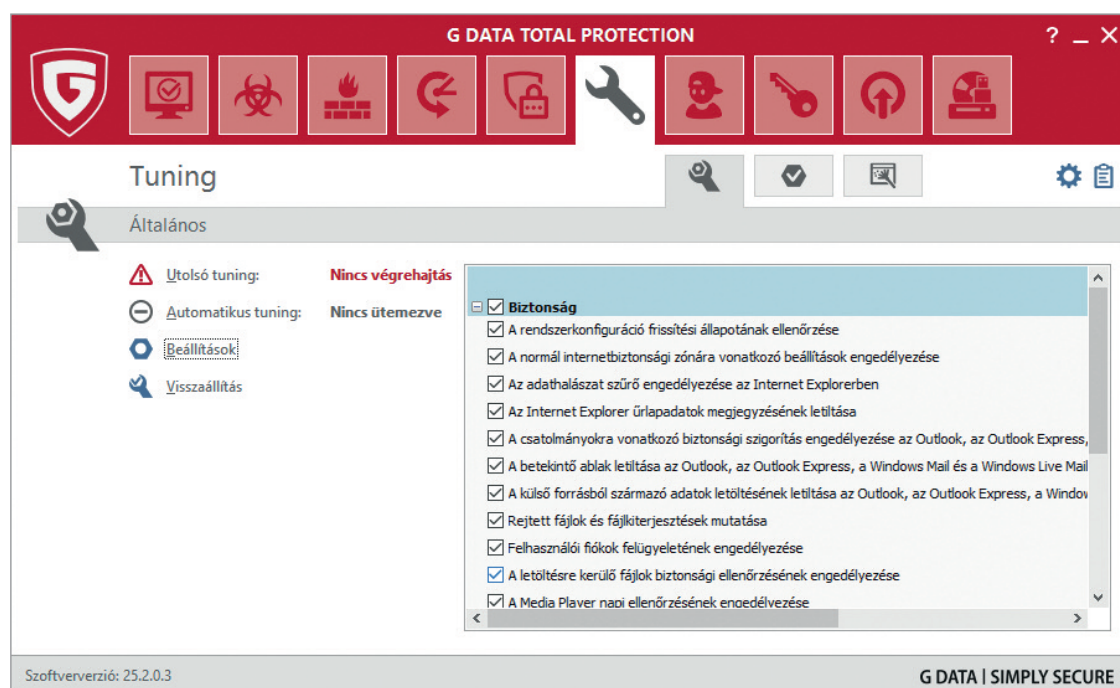 G DATA TOTAL PROTECTION
Tuning
Általános
Utolsó tuning: Nincs végrehajtás
Automatikus tuning: Nincs ütemezve
Beállítások
Visszaállítás
Biztonság
A rendszerkonfiguráció frissítési állapotának ellenőrzése
A normál internetbiztonsági zónára vonatkozó beállítások engedélyezése
Az adathalászat szűrő engedélyezése az Internet Explorerben
Az Internet Explorer űrlapadatok megjegyzésének letiltása
A csatolmányokra vonatkozó biztonsági szigorítás engedélyezése az Outlook, az Outlook Express,
A betekintő ablak letiltása az Outlook, az Outlook Express, a Windows Mail és a Windows Live Mail
A külső forrásból származó adatok letöltésének letiltása az Outlook, az Outlook Express, a Window
Rejtett fájlok és fájlkiterjesztések mutatása
Felhasználói fiókok felügyeletének engedélyezése
A letöltésre kerülő fájlok biztonsági ellenőrzésének engedélyezése
A Media Player napi ellenőrzésének engedélyezése
Szoftververzió: 25.2.0.3
G DATA | SIMPLY SECURE